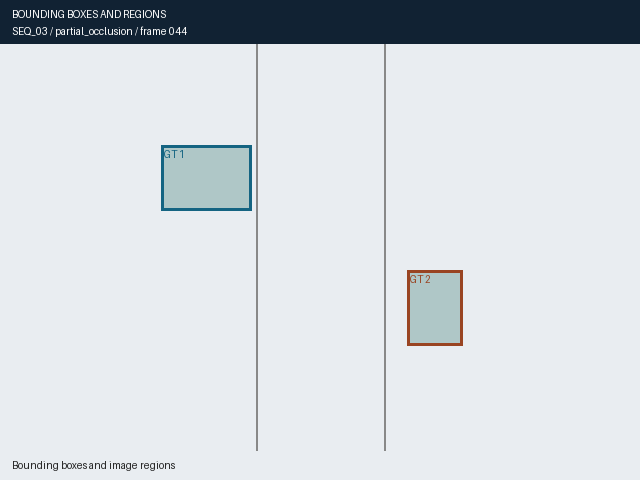 BOUNDING BOXES AND REGIONS
SEQ_03 / partial_occlusion / frame 044
GT1
GT2
Bounding boxes and image regions